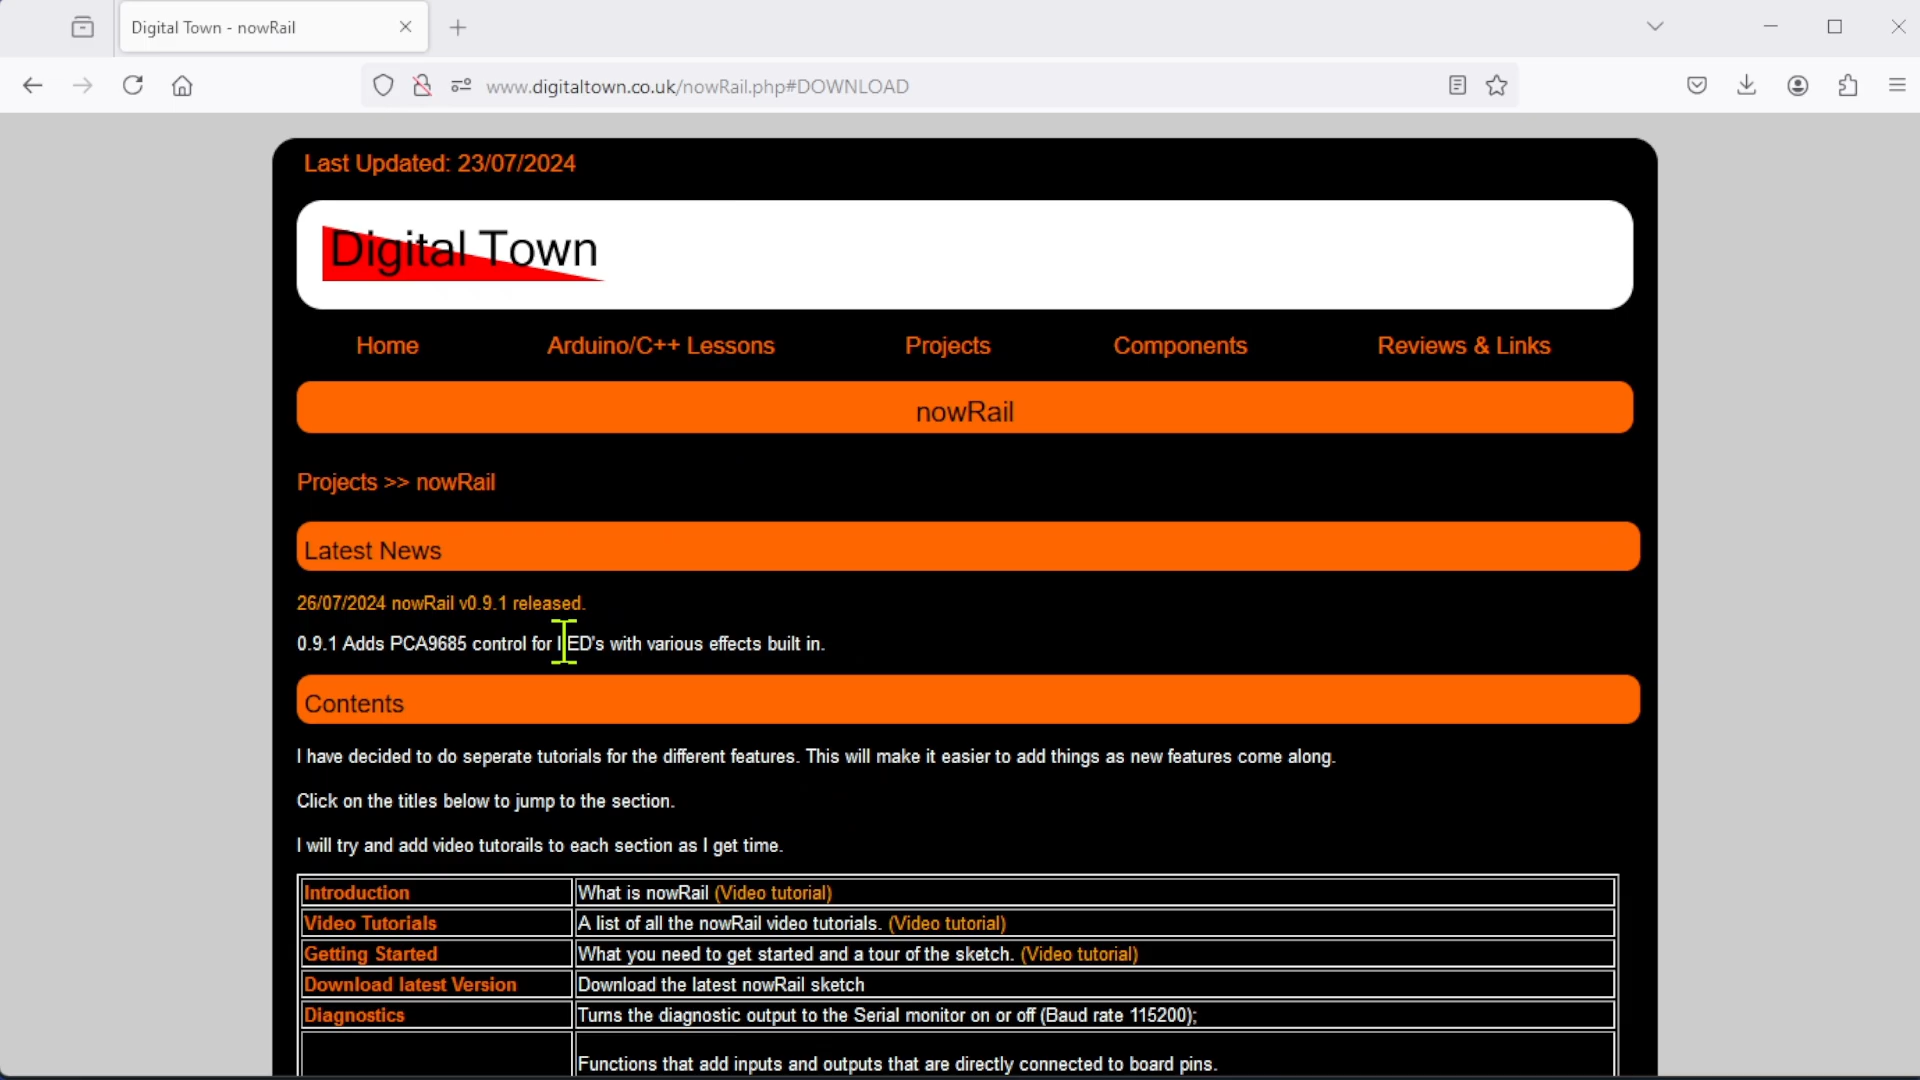 Digital Town - nowRail
www.digitaltown.co.uk/nowRail.php#DOWNLOAD
Last Updated: 23/07/2024
Digital Town
Home Arduino/C++ Lessons Projects Components Reviews & Links
nowRail
Projects >> nowRail
Latest News
26/07/2024 nowRail v0.9.1 released.
0.9.1 Adds PCA9685 control for LED's with various effects built in.
Contents
I have decided to do seperate tutorials for the different features. This will make it easier to add things as new features come along.
Click on the titles below to jump to the section.
I will try and add video tutorails to each section as I get time.
Introduction What is nowRail (Video tutorial)
Video Tutorials A list of all the nowRail video tutorials. (Video tutorial)
Getting Started What you need to get started and a tour of the sketch. (Video tutorial)
Download latest Version Download the latest nowRail sketch
Diagnostics Turns the diagnostic output to the Serial monitor on or off (Baud rate 115200);
Functions that add inputs and outputs that are directly connected to board pins.